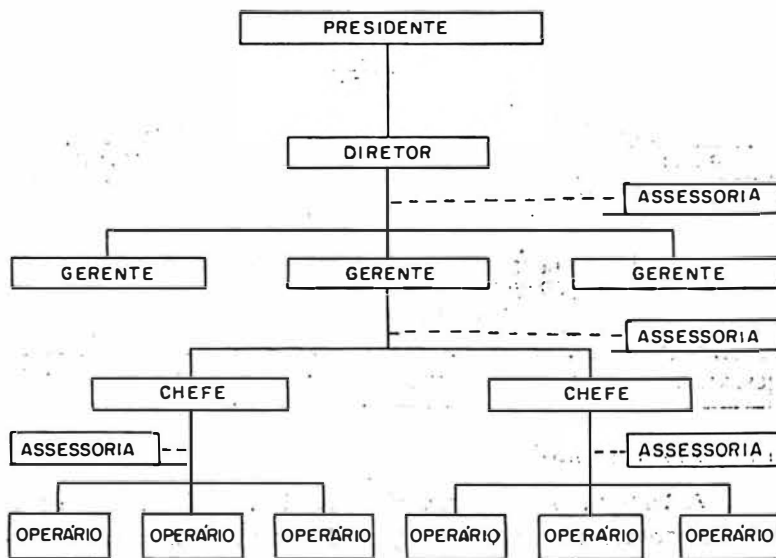 PRESIDENTE
DIRETOR
ASSESSORIA
GERENTE
GERENTE
GERENTE
ASSESSORIA
CHEFE
CHEFE
ASSESSORIA
ASSESSORIA
OPERÁRIO
OPERÁRIO
OPERÁRIO
OPERÁRIO
OPERÁRIO
OPERÁRIO